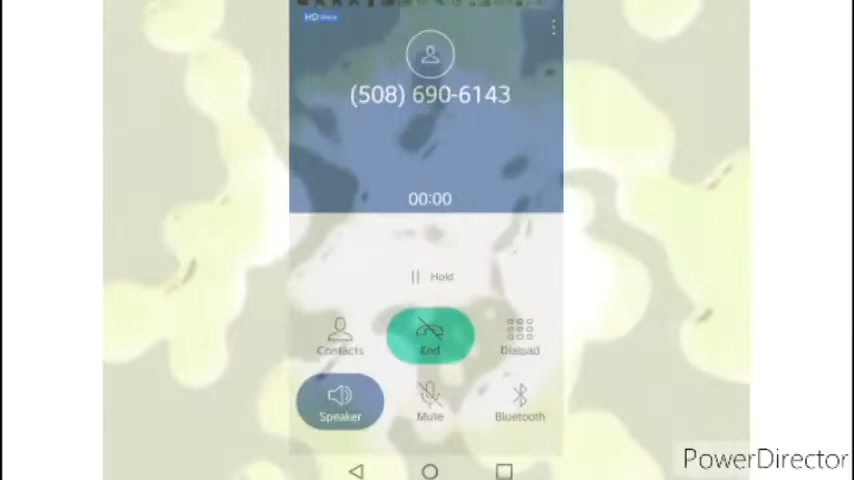 HD Voice
(508) 690-6143
00:00
Hold
Contacts
End
Dialpad
Speaker
Mute
Bluetooth
PowerDirector